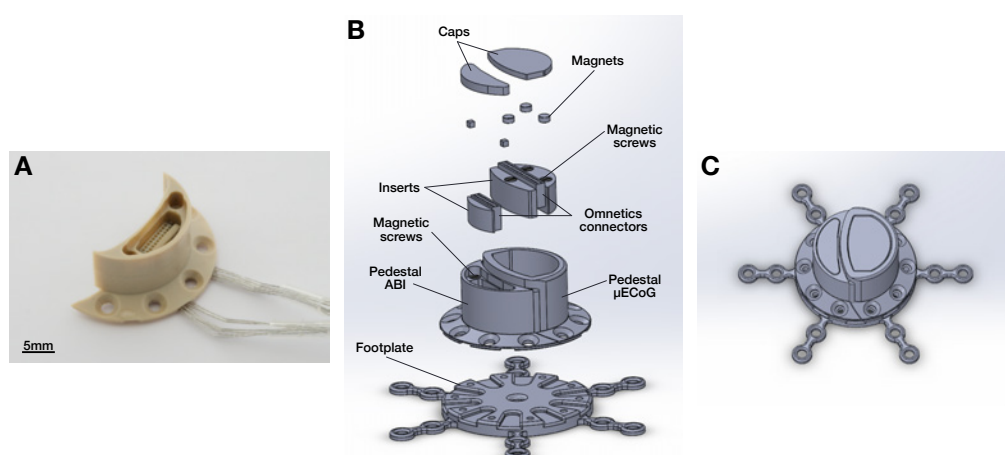 A
5mm
B
Caps
Magnets
Magnetic
screws
Inserts
Omnetics
connectors
Magnetic
screws
Pedestal
ABI
Pedestal
µECoG
Footplate
C